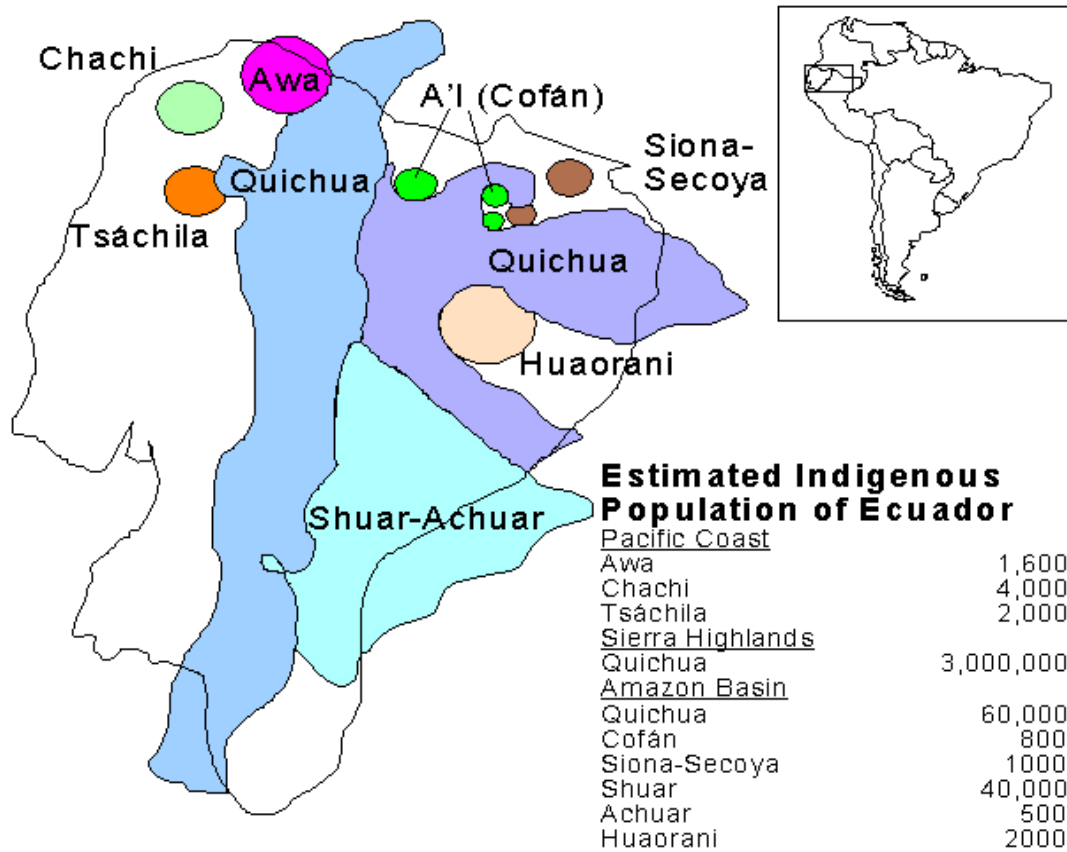 Chachi
Awa
A'I (Cofán)
Siona-
Secoya
Quichua
Tsáchila
Quichua
Huaorani
Shuar-Achuar
Estimated Indigenous
Population of Ecuador
Pacific Coast
Awa 1,600
Chachi 4,000
Tsáchila 2,000
Sierra Highlands
Quichua 3,000,000
Amazon Basin
Quichua 60,000
Cofán 800
Siona-Secoya 1000
Shuar 40,000
Achuar 500
Huaorani 2000